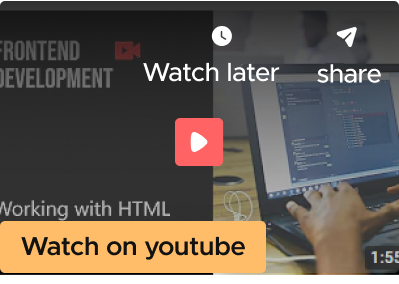 FRONTEND
DEVELOPMENT
Watch later
share
Working with HTML
Watch on youtube
1:55